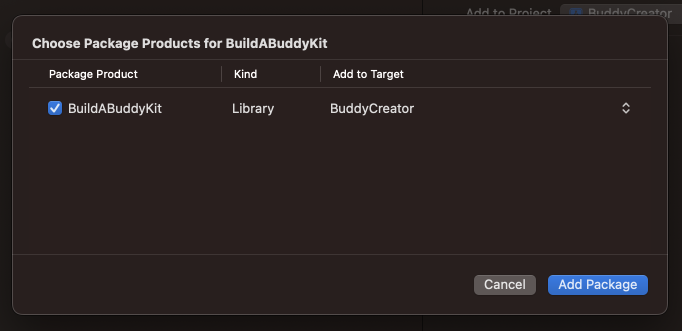 Add to Project BuddyCreator
Choose Package Products for BuildABuddyKit
Package Product Kind Add to Target
BuildABuddyKit Library BuddyCreator
Cancel Add Package